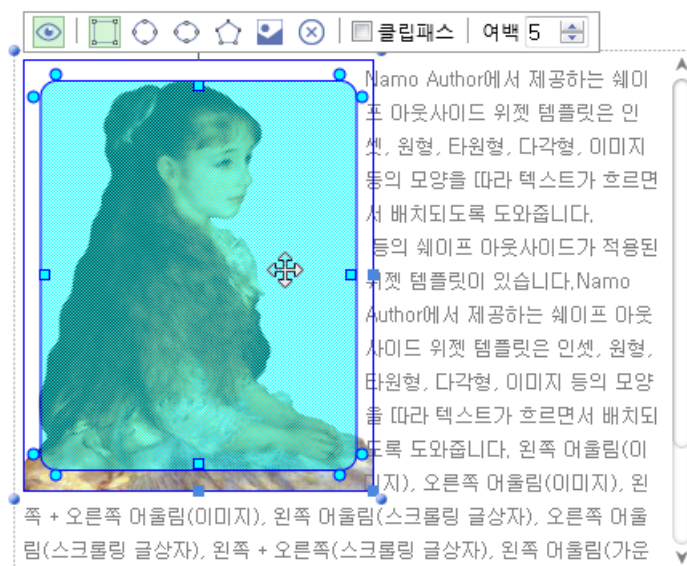 클립패스 여백 5
Namo Author에서 제공하는 쉐이
프 아웃사이드 위젯 템플릿은 인
셋, 원형, 타원형, 다각형, 이미지
등의 모양을 따라 텍스트가 흐르면
서 배치되도록 도와줍니다.
등의 쉐이프 아웃사이드가 적용된
위젯 템플릿이 있습니다.Namo
Author에서 제공하는 쉐이프 아웃
사이드 위젯 템플릿은 인셋, 원형,
타원형, 다각형, 이미지 등의 모양
을 따라 텍스트가 흐르면서 배치되
도록 도와줍니다. 왼쪽 어울림(이
미지), 오른쪽 어울림(이미지), 왼
쪽 + 오른쪽 어울림(이미지), 왼쪽 어울림(스크롤링 글상자), 오른쪽 어울
림(스크롤링 글상자), 왼쪽 + 오른쪽(스크롤링 글상자), 왼쪽 어울림(가운